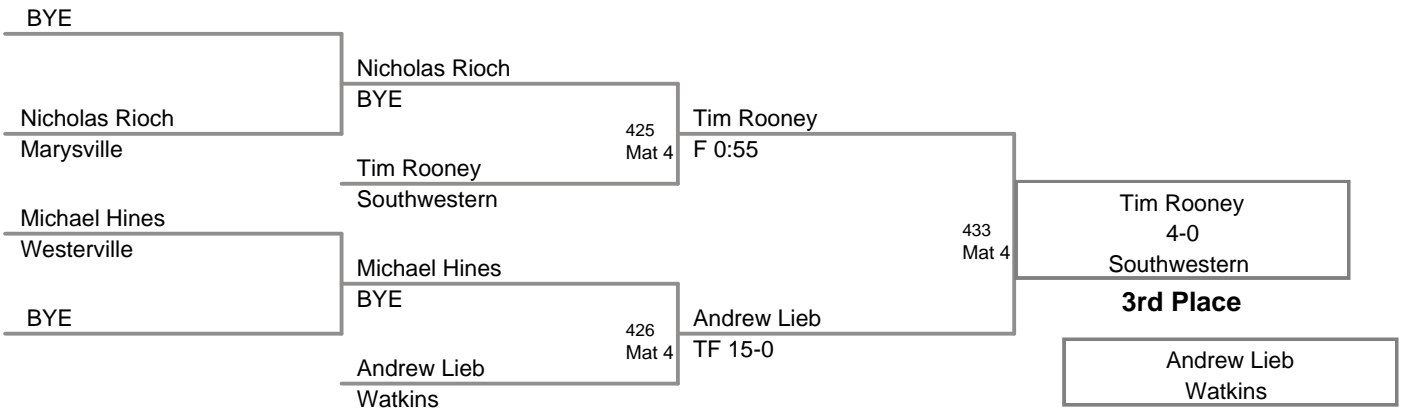 BYE
Nicholas Rioch
Marysville
Michael Hines
Westerville
BYE
Nicholas Rioch
BYE
425
Mat 4
Tim Rooney
Southwestern
Michael Hines
BYE
426
Mat 4
Andrew Lieb
Watkins
Tim Rooney
F 0:55
433
Mat 4
Andrew Lieb
TF 15-0
Tim Rooney
4-0
Southwestern
3rd Place
Andrew Lieb
Watkins